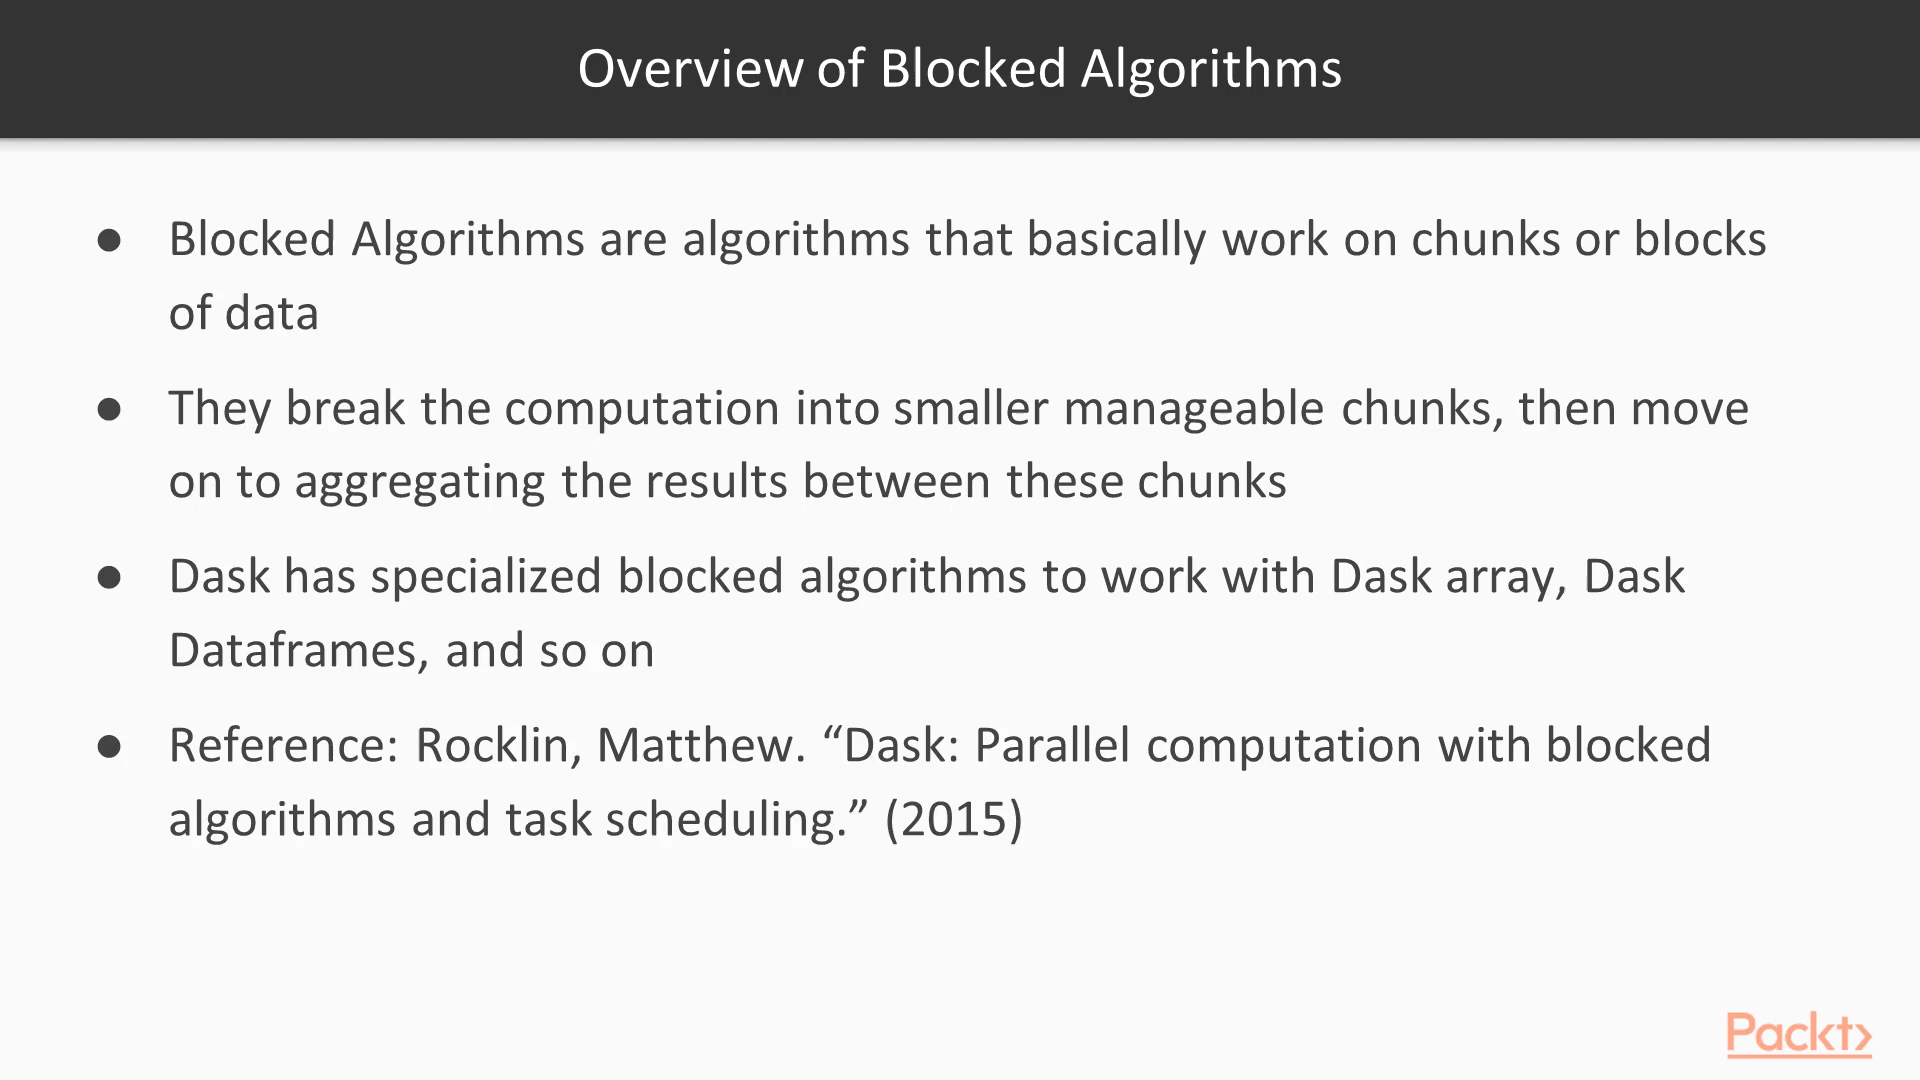 Overview of Blocked Algorithms
● Blocked Algorithms are algorithms that basically work on chunks or blocks
of data
● They break the computation into smaller manageable chunks, then move
on to aggregating the results between these chunks
● Dask has specialized blocked algorithms to work with Dask array, Dask
Dataframes, and so on
● Reference: Rocklin, Matthew. “Dask: Parallel computation with blocked
algorithms and task scheduling.” (2015)
Packt>